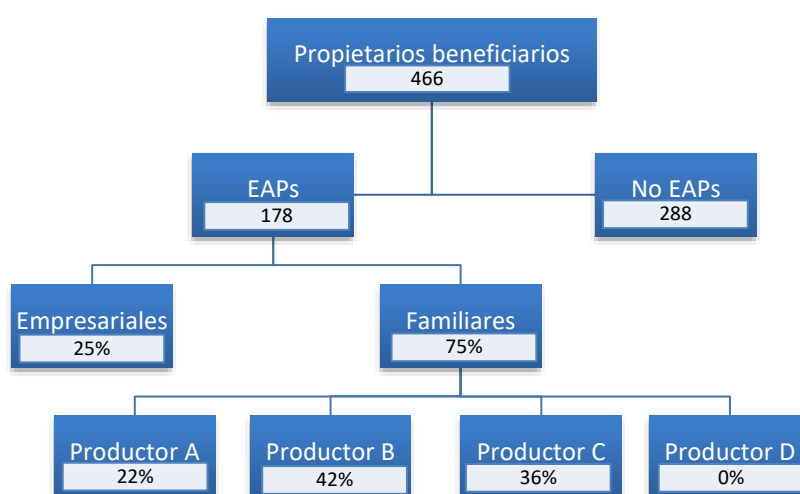 Propietarios beneficiarios
466
EAPs
178
No EAPs
288
Empresariales
25%
Familiares
75%
Productor A
22%
Productor B
42%
Productor C
36%
Productor D
0%